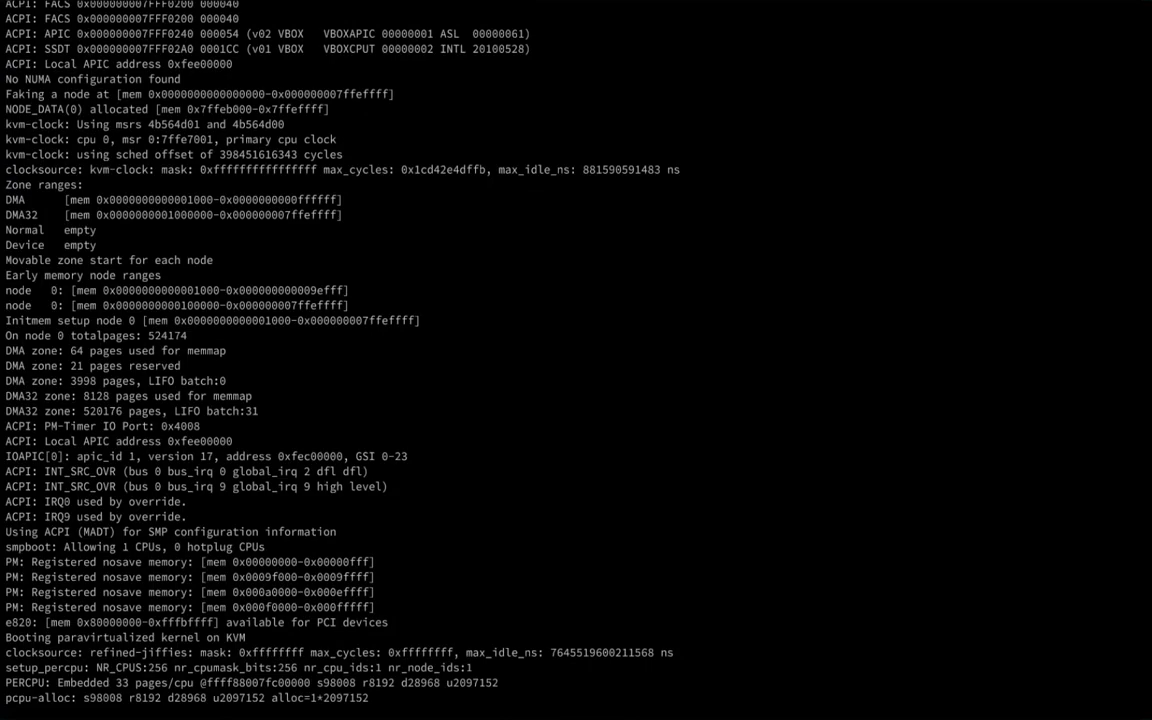 ACPI: FACS 0x000000007FFF0200 000040
ACPI: FACS 0x000000007FFF0200 000040
ACPI: APIC 0x000000007FFF0240 000054 (v02 VBOX   VBOXAPIC 00000001 ASL  00000061)
ACPI: SSDT 0x000000007FFF02A0 0001CC (v01 VBOX   VBOXCPUT 00000002 INTL 20100528)
ACPI: Local APIC address 0xfee00000
No NUMA configuration found
Faking a node at [mem 0x0000000000000000-0x000000007ffeffff]
NODE_DATA(0) allocated [mem 0x7ffeb000-0x7ffeffff]
kvm-clock: Using msrs 4b564d01 and 4b564d00
kvm-clock: cpu 0, msr 0:7ffe7001, primary cpu clock
kvm-clock: using sched offset of 398451616343 cycles
clocksource: kvm-clock: mask: 0xffffffffffffffff max_cycles: 0x1cd42e4dffb, max_idle_ns: 881590591483 ns
Zone ranges:
DMA      [mem 0x0000000000001000-0x0000000000ffffff]
DMA32    [mem 0x0000000001000000-0x000000007ffeffff]
Normal   empty
Device   empty
Movable zone start for each node
Early memory node ranges
node   0: [mem 0x0000000000001000-0x000000000009efff]
node   0: [mem 0x0000000000100000-0x000000007ffeffff]
Initmem setup node 0 [mem 0x0000000000001000-0x000000007ffeffff]
On node 0 totalpages: 524174
DMA zone: 64 pages used for memmap
DMA zone: 21 pages reserved
DMA zone: 3998 pages, LIFO batch:0
DMA32 zone: 8128 pages used for memmap
DMA32 zone: 520176 pages, LIFO batch:31
ACPI: PM-Timer IO Port: 0x4008
ACPI: Local APIC address 0xfee00000
IOAPIC[0]: apic_id 1, version 17, address 0xfec00000, GSI 0-23
ACPI: INT_SRC_OVR (bus 0 bus_irq 0 global_irq 2 dfl dfl)
ACPI: INT_SRC_OVR (bus 0 bus_irq 9 global_irq 9 high level)
ACPI: IRQ0 used by override.
ACPI: IRQ9 used by override.
Using ACPI (MADT) for SMP configuration information
smpboot: Allowing 1 CPUs, 0 hotplug CPUs
PM: Registered nosave memory: [mem 0x00000000-0x00000fff]
PM: Registered nosave memory: [mem 0x0009f000-0x0009ffff]
PM: Registered nosave memory: [mem 0x000a0000-0x000effff]
PM: Registered nosave memory: [mem 0x000f0000-0x000fffff]
e820: [mem 0x80000000-0xfffbffff] available for PCI devices
Booting paravirtualized kernel on KVM
clocksource: refined-jiffies: mask: 0xffffffff max_cycles: 0xffffffff, max_idle_ns: 7645519600211568 ns
setup_percpu: NR_CPUS:256 nr_cpumask_bits:256 nr_cpu_ids:1 nr_node_ids:1
PERCPU: Embedded 33 pages/cpu @ffff88007fc00000 s98008 r8192 d28968 u2097152
pcpu-alloc: s98008 r8192 d28968 u2097152 alloc=1*2097152